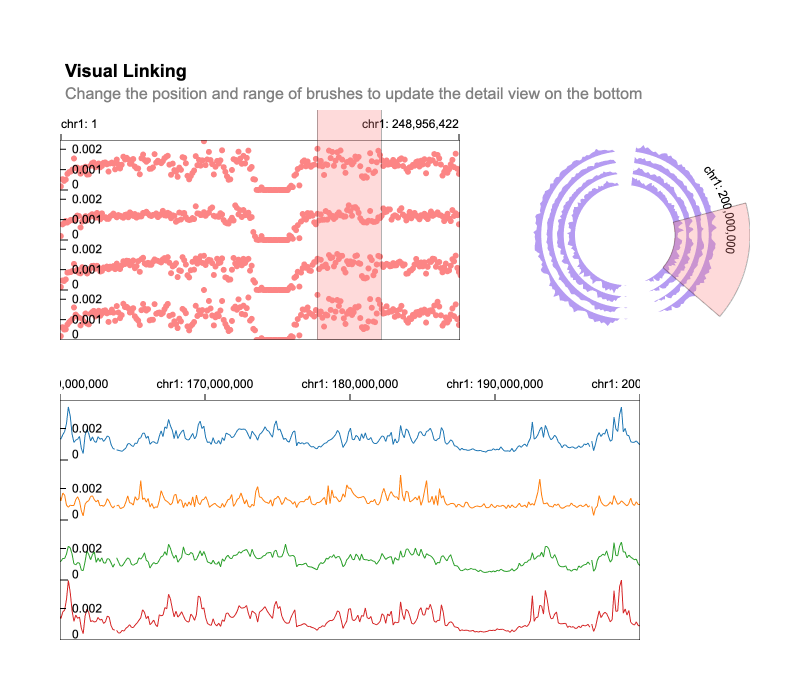 Visual Linking
Change the position and range of brushes to update the detail view on the bottom
chr1: 1
chr1: 248,956,422
0.002
0.001
0
0.002
0.001
0
0.002
0.001
0
0.002
0.001
0
chr1: 200,000,000
0,000,000
chr1: 170,000,000
chr1: 180,000,000
chr1: 190,000,000
chr1: 200
0.002
0
0.002
0
0.002
0
0.002
0